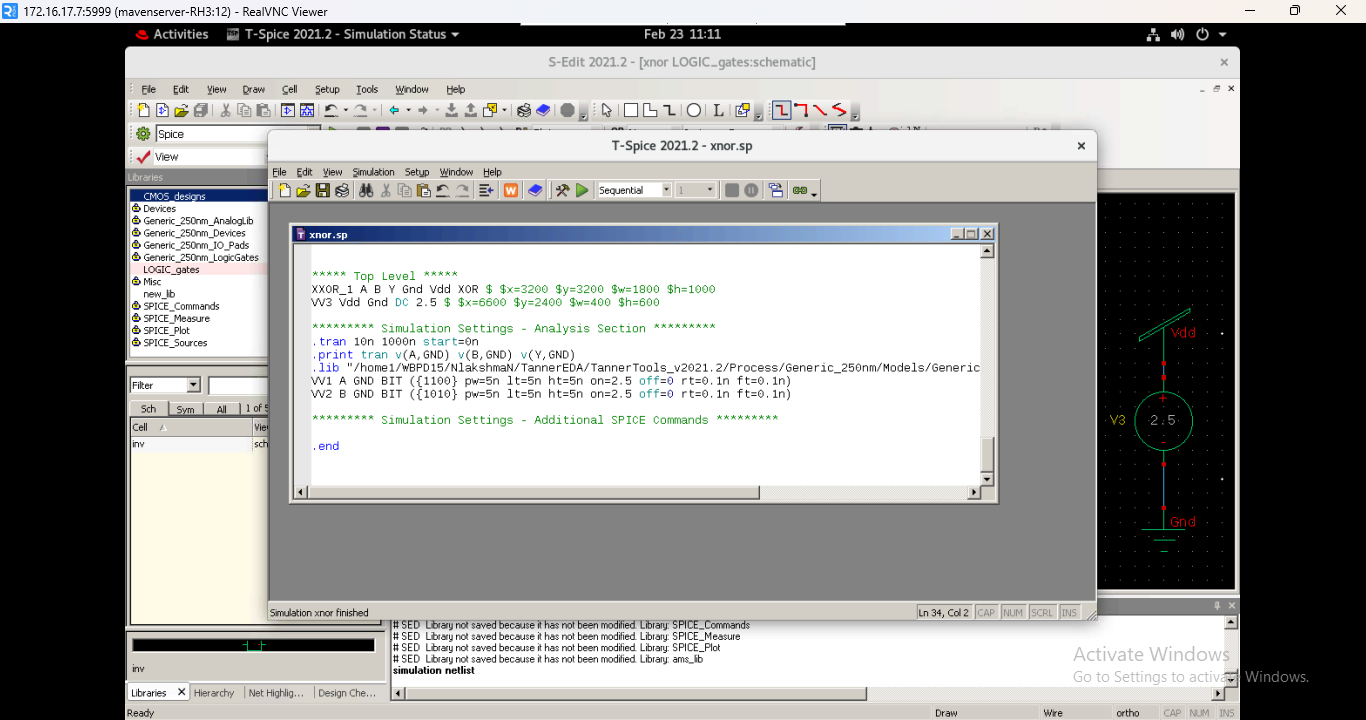 172.16.17.7:5999 (mavenserver-RH3:12) - RealVNC Viewer
Activities T-Spice 2021.2 - Simulation Status Feb 23 11:11
S-Edit 2021.2 - [xnor LOGIC_gates:schematic]
File Edit View Draw Cell Setup Tools Window Help
Spice
View
Libraries
CMOS_designs
Devices
Generic_250nm_AnalogLib
Generic_250nm_Devices
Generic_250nm_IO_Pads
Generic_250nm_LogicGates
LOGIC_gates
Misc
new_lib
SPICE_Commands
SPICE_Measure
SPICE_Plot
SPICE_Sources
Filter
Sch Sym All 1 of 5
Cell
inv sch
inv
Libraries Hierarchy Net Highlig... Design Che...
T-Spice 2021.2 - xnor.sp
File Edit View Simulation Setup Window Help
Sequential 1
xnor.sp
***** Top Level *****
XXOR_1 A B Y Gnd Vdd XOR $ $x=3200 $y=3200 $w=1800 $h=1000
VV3 Vdd Gnd DC 2.5 $ $x=6600 $y=2400 $w=400 $h=600
********* Simulation Settings - Analysis Section *********
.tran 10n 1000n start=0n
.print tran v(A,GND) v(B,GND) v(Y,GND)
.lib "/home1/WBPD15/NlakshmaN/TannerEDA/TannerTools_v2021.2/Process/Generic_250nm/Models/Generic
VV1 A GND BIT ({1100} pw=5n lt=5n ht=5n on=2.5 off=0 rt=0.1n ft=0.1n)
VV2 B GND BIT ({1010} pw=5n lt=5n ht=5n on=2.5 off=0 rt=0.1n ft=0.1n)
********* Simulation Settings - Additional SPICE Commands *********
.end
Simulation xnor finished Ln 34, Col 2 CAP NUM SCRL INS
Vdd
V3 2.5
Gnd
# SED Library not saved because it has not been modified. Library: SPICE_Commands
# SED Library not saved because it has not been modified. Library: SPICE_Measure
# SED Library not saved because it has not been modified. Library: SPICE_Plot
# SED Library not saved because it has not been modified. Library: ams_lib
simulation netlist
Activate Windows
Go to Settings to activate Windows.
Ready Draw Wire ortho CAP NUM INS